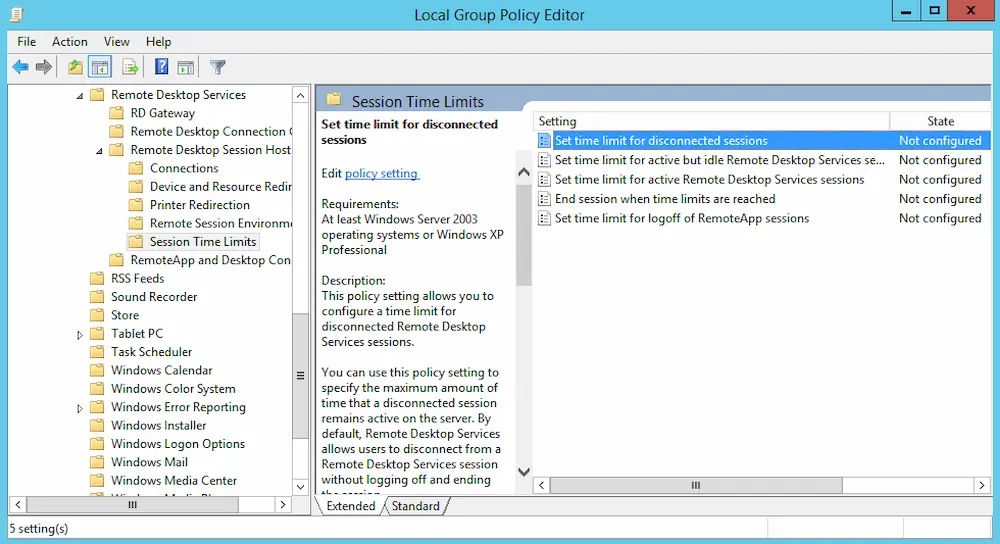 Local Group Policy Editor
File Action View Help
Remote Desktop Services
RD Gateway
Remote Desktop Connection
Remote Desktop Session Host
Connections
Device and Resource Redir
Printer Redirection
Remote Session Environm
Session Time Limits
RemoteApp and Desktop Con
RSS Feeds
Sound Recorder
Store
Tablet PC
Task Scheduler
Windows Calendar
Windows Color System
Windows Error Reporting
Windows Installer
Windows Logon Options
Windows Mail
Windows Media Center
Session Time Limits
Set time limit for disconnected
sessions
Edit policy setting
Requirements:
At least Windows Server 2003
operating systems or Windows XP
Professional
Description:
This policy setting allows you to
configure a time limit for
disconnected Remote Desktop
Services sessions.
You can use this policy setting to
specify the maximum amount of
time that a disconnected session
remains active on the server. By
default, Remote Desktop Services
allows users to disconnect from a
Remote Desktop Services session
without logging off and ending
the session.
Setting State
Set time limit for disconnected sessions Not configured
Set time limit for active but idle Remote Desktop Services se... Not configured
Set time limit for active Remote Desktop Services sessions Not configured
End session when time limits are reached Not configured
Set time limit for logoff of RemoteApp sessions Not configured
Extended Standard
5 setting(s)